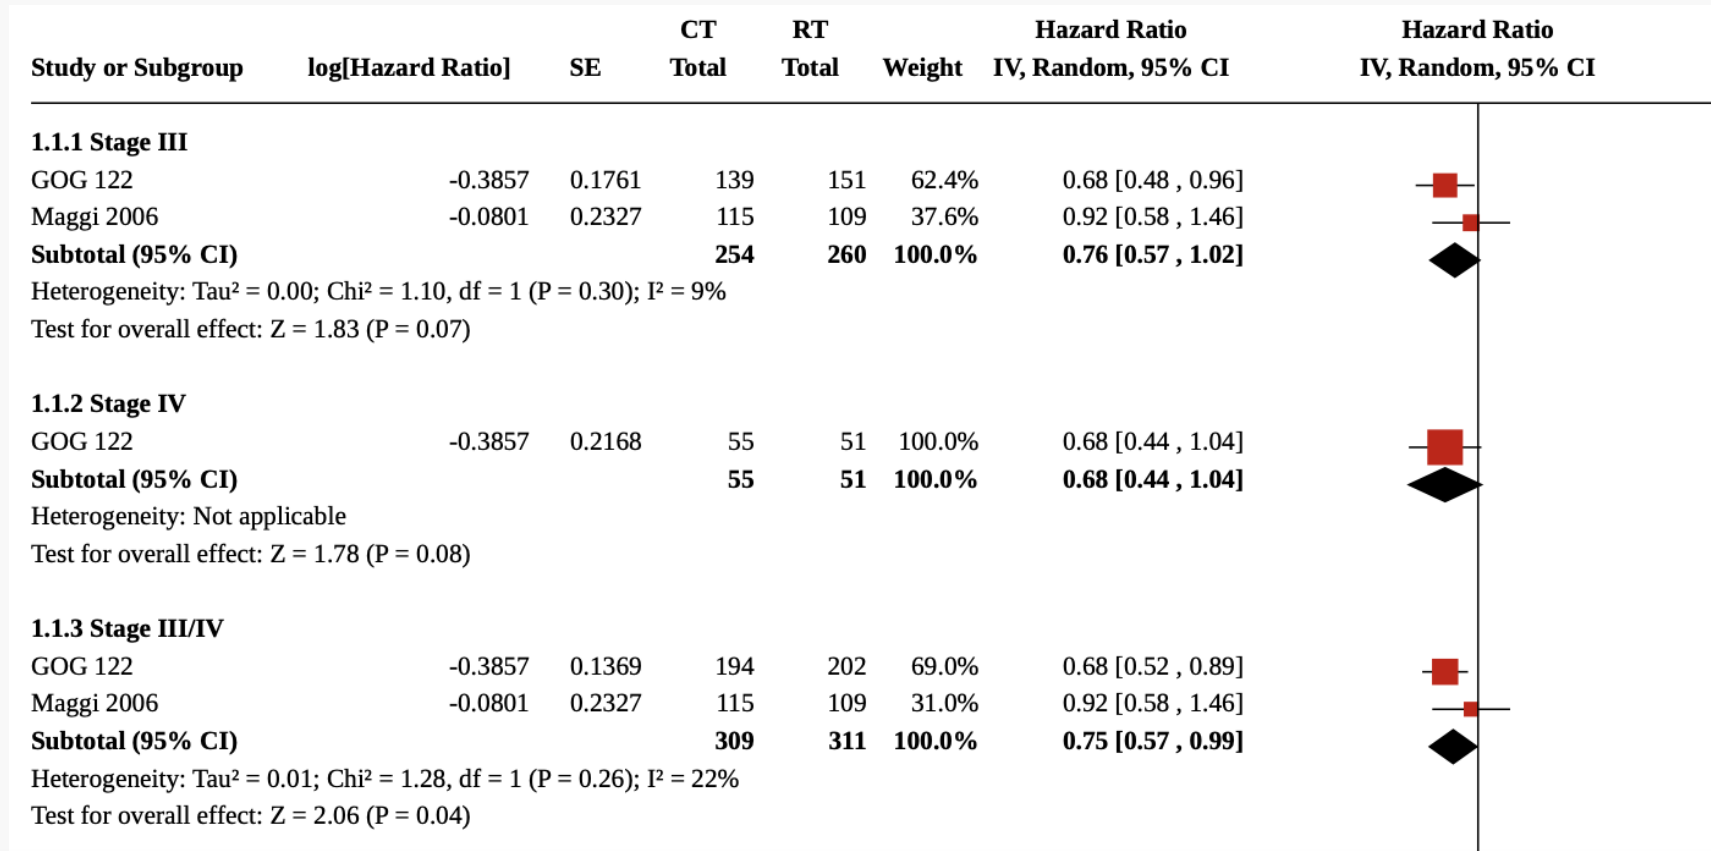 CT RT Hazard Ratio Hazard Ratio
Study or Subgroup log[Hazard Ratio] SE Total Total Weight IV, Random, 95% CI IV, Random, 95% CI
1.1.1 Stage III
GOG 122 -0.3857 0.1761 139 151 62.4% 0.68 [0.48 , 0.96]
Maggi 2006 -0.0801 0.2327 115 109 37.6% 0.92 [0.58 , 1.46]
Subtotal (95% CI) 254 260 100.0% 0.76 [0.57 , 1.02]
Heterogeneity: Tau² = 0.00; Chi² = 1.10, df = 1 (P = 0.30); I² = 9%
Test for overall effect: Z = 1.83 (P = 0.07)
1.1.2 Stage IV
GOG 122 -0.3857 0.2168 55 51 100.0% 0.68 [0.44 , 1.04]
Subtotal (95% CI) 55 51 100.0% 0.68 [0.44 , 1.04]
Heterogeneity: Not applicable
Test for overall effect: Z = 1.78 (P = 0.08)
1.1.3 Stage III/IV
GOG 122 -0.3857 0.1369 194 202 69.0% 0.68 [0.52 , 0.89]
Maggi 2006 -0.0801 0.2327 115 109 31.0% 0.92 [0.58 , 1.46]
Subtotal (95% CI) 309 311 100.0% 0.75 [0.57 , 0.99]
Heterogeneity: Tau² = 0.01; Chi² = 1.28, df = 1 (P = 0.26); I² = 22%
Test for overall effect: Z = 2.06 (P = 0.04)